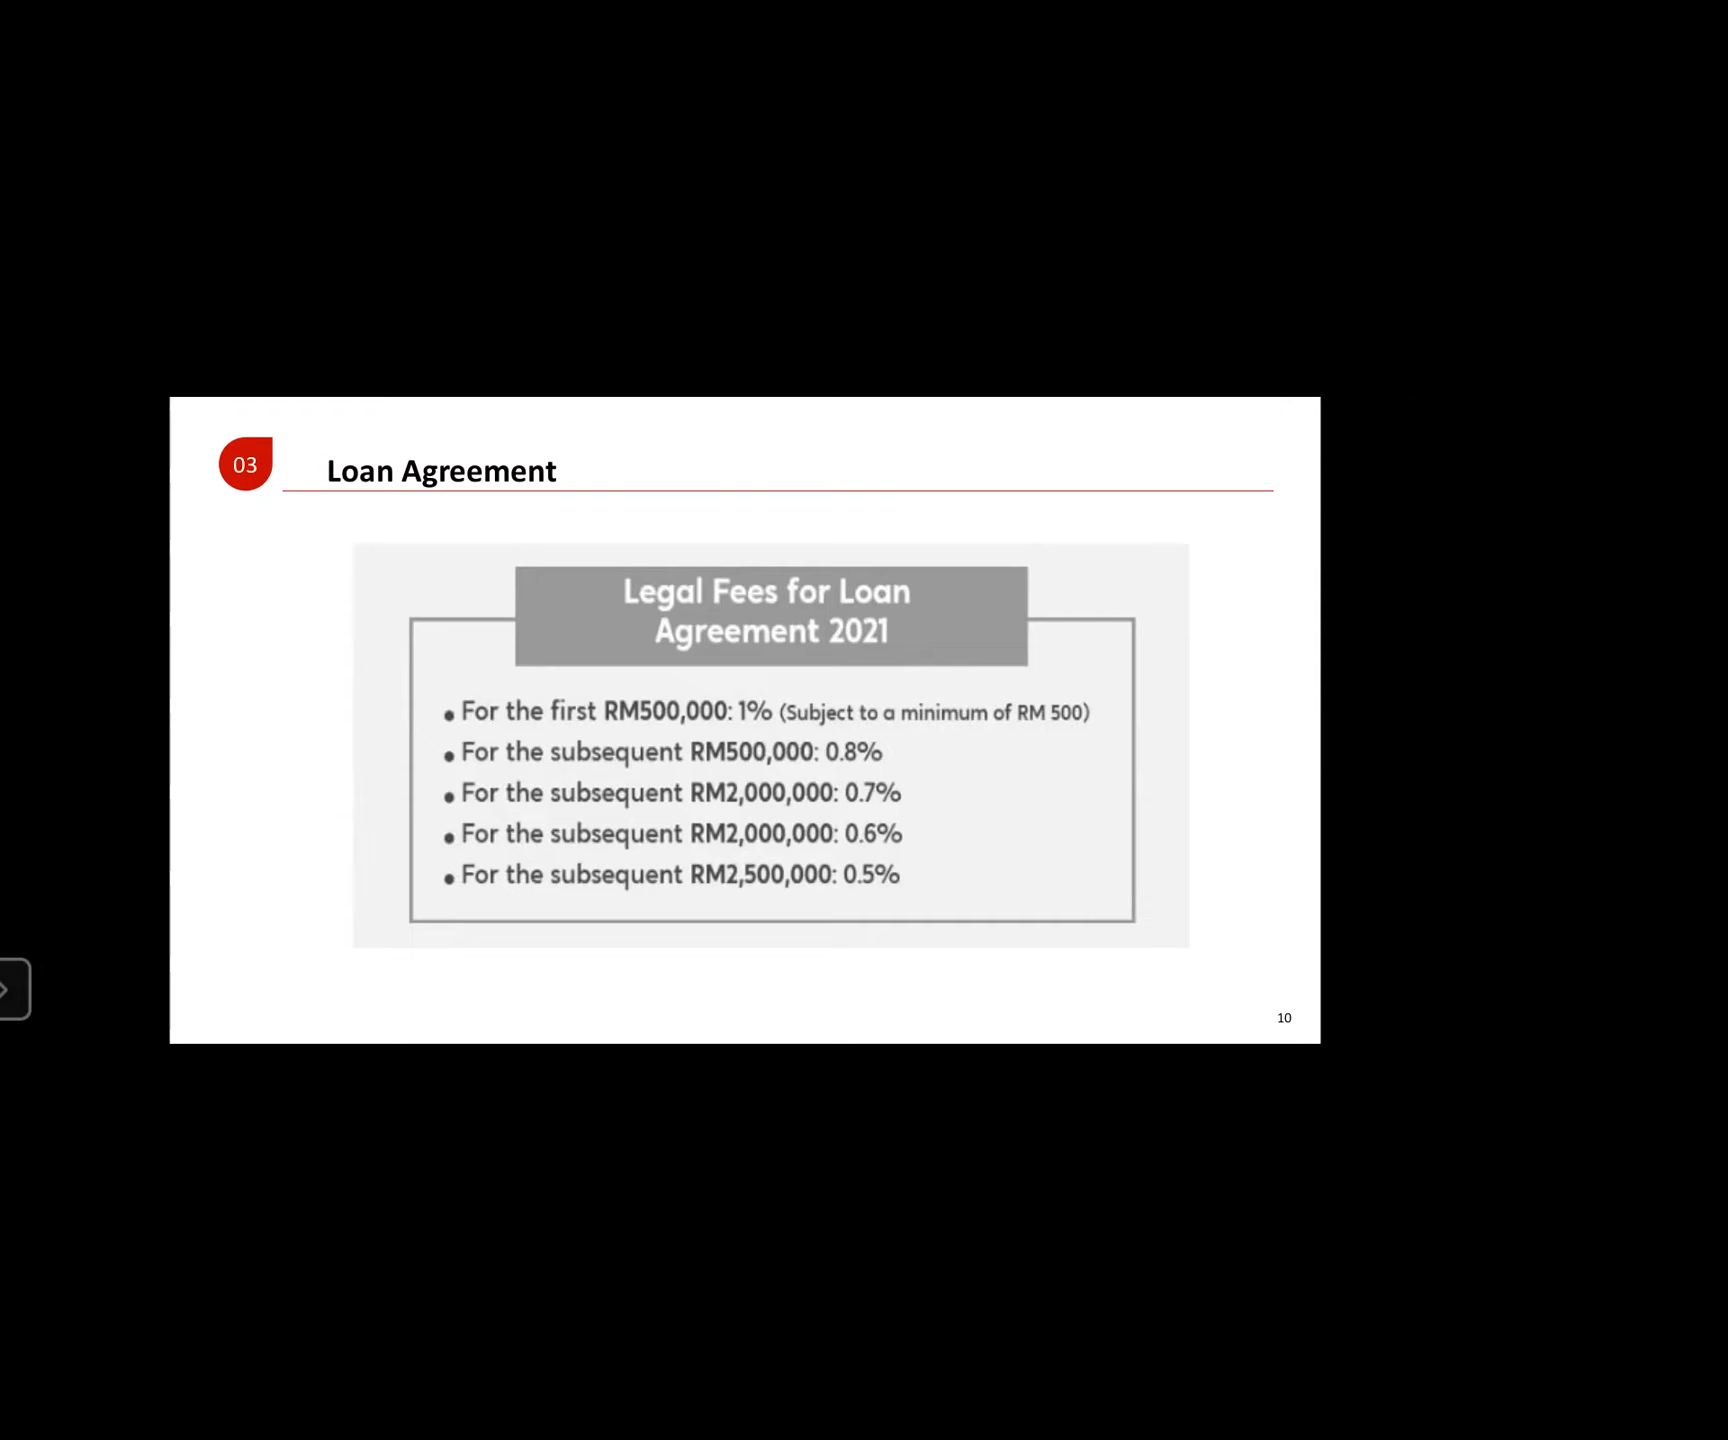 03
Loan Agreement
Legal Fees for Loan
Agreement 2021
• For the first RM500,000: 1% (Subject to a minimum of RM 500)
• For the subsequent RM500,000: 0.8%
• For the subsequent RM2,000,000: 0.7%
• For the subsequent RM2,000,000: 0.6%
• For the subsequent RM2,500,000: 0.5%
10